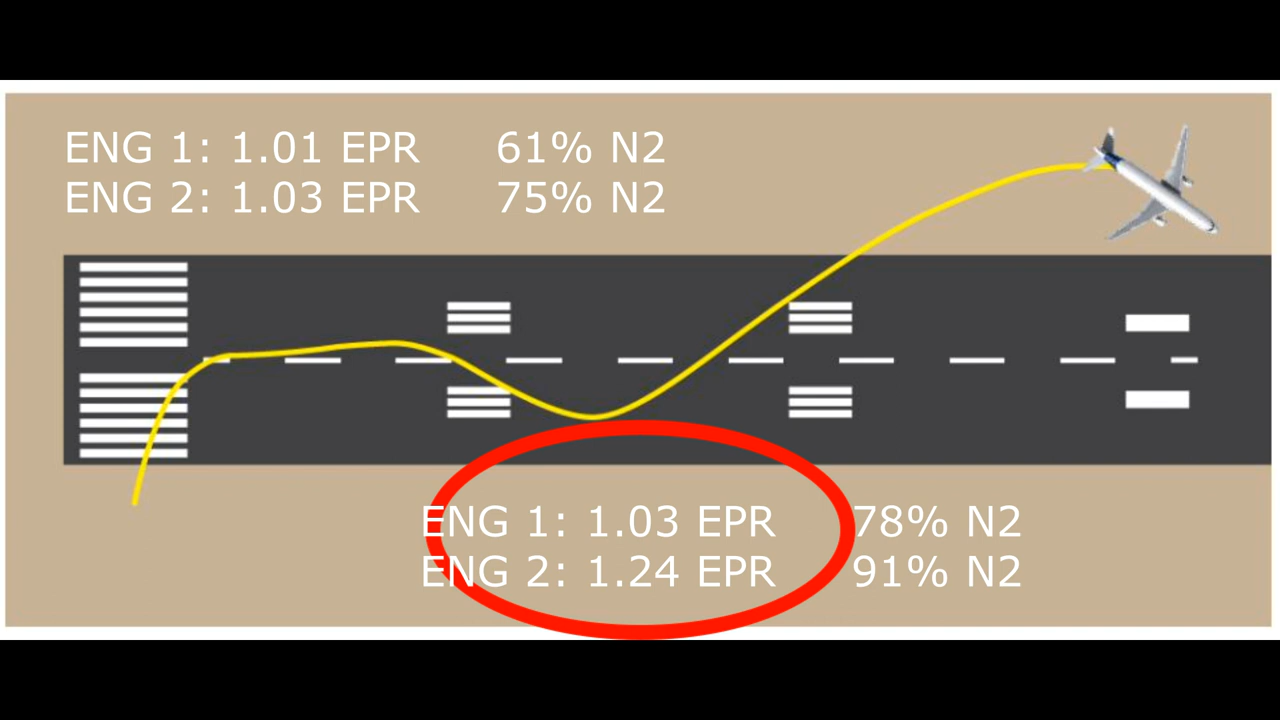 ENG 1: 1.01 EPR 61% N2
ENG 2: 1.03 EPR 75% N2
ENG 1: 1.03 EPR 78% N2
ENG 2: 1.24 EPR 91% N2